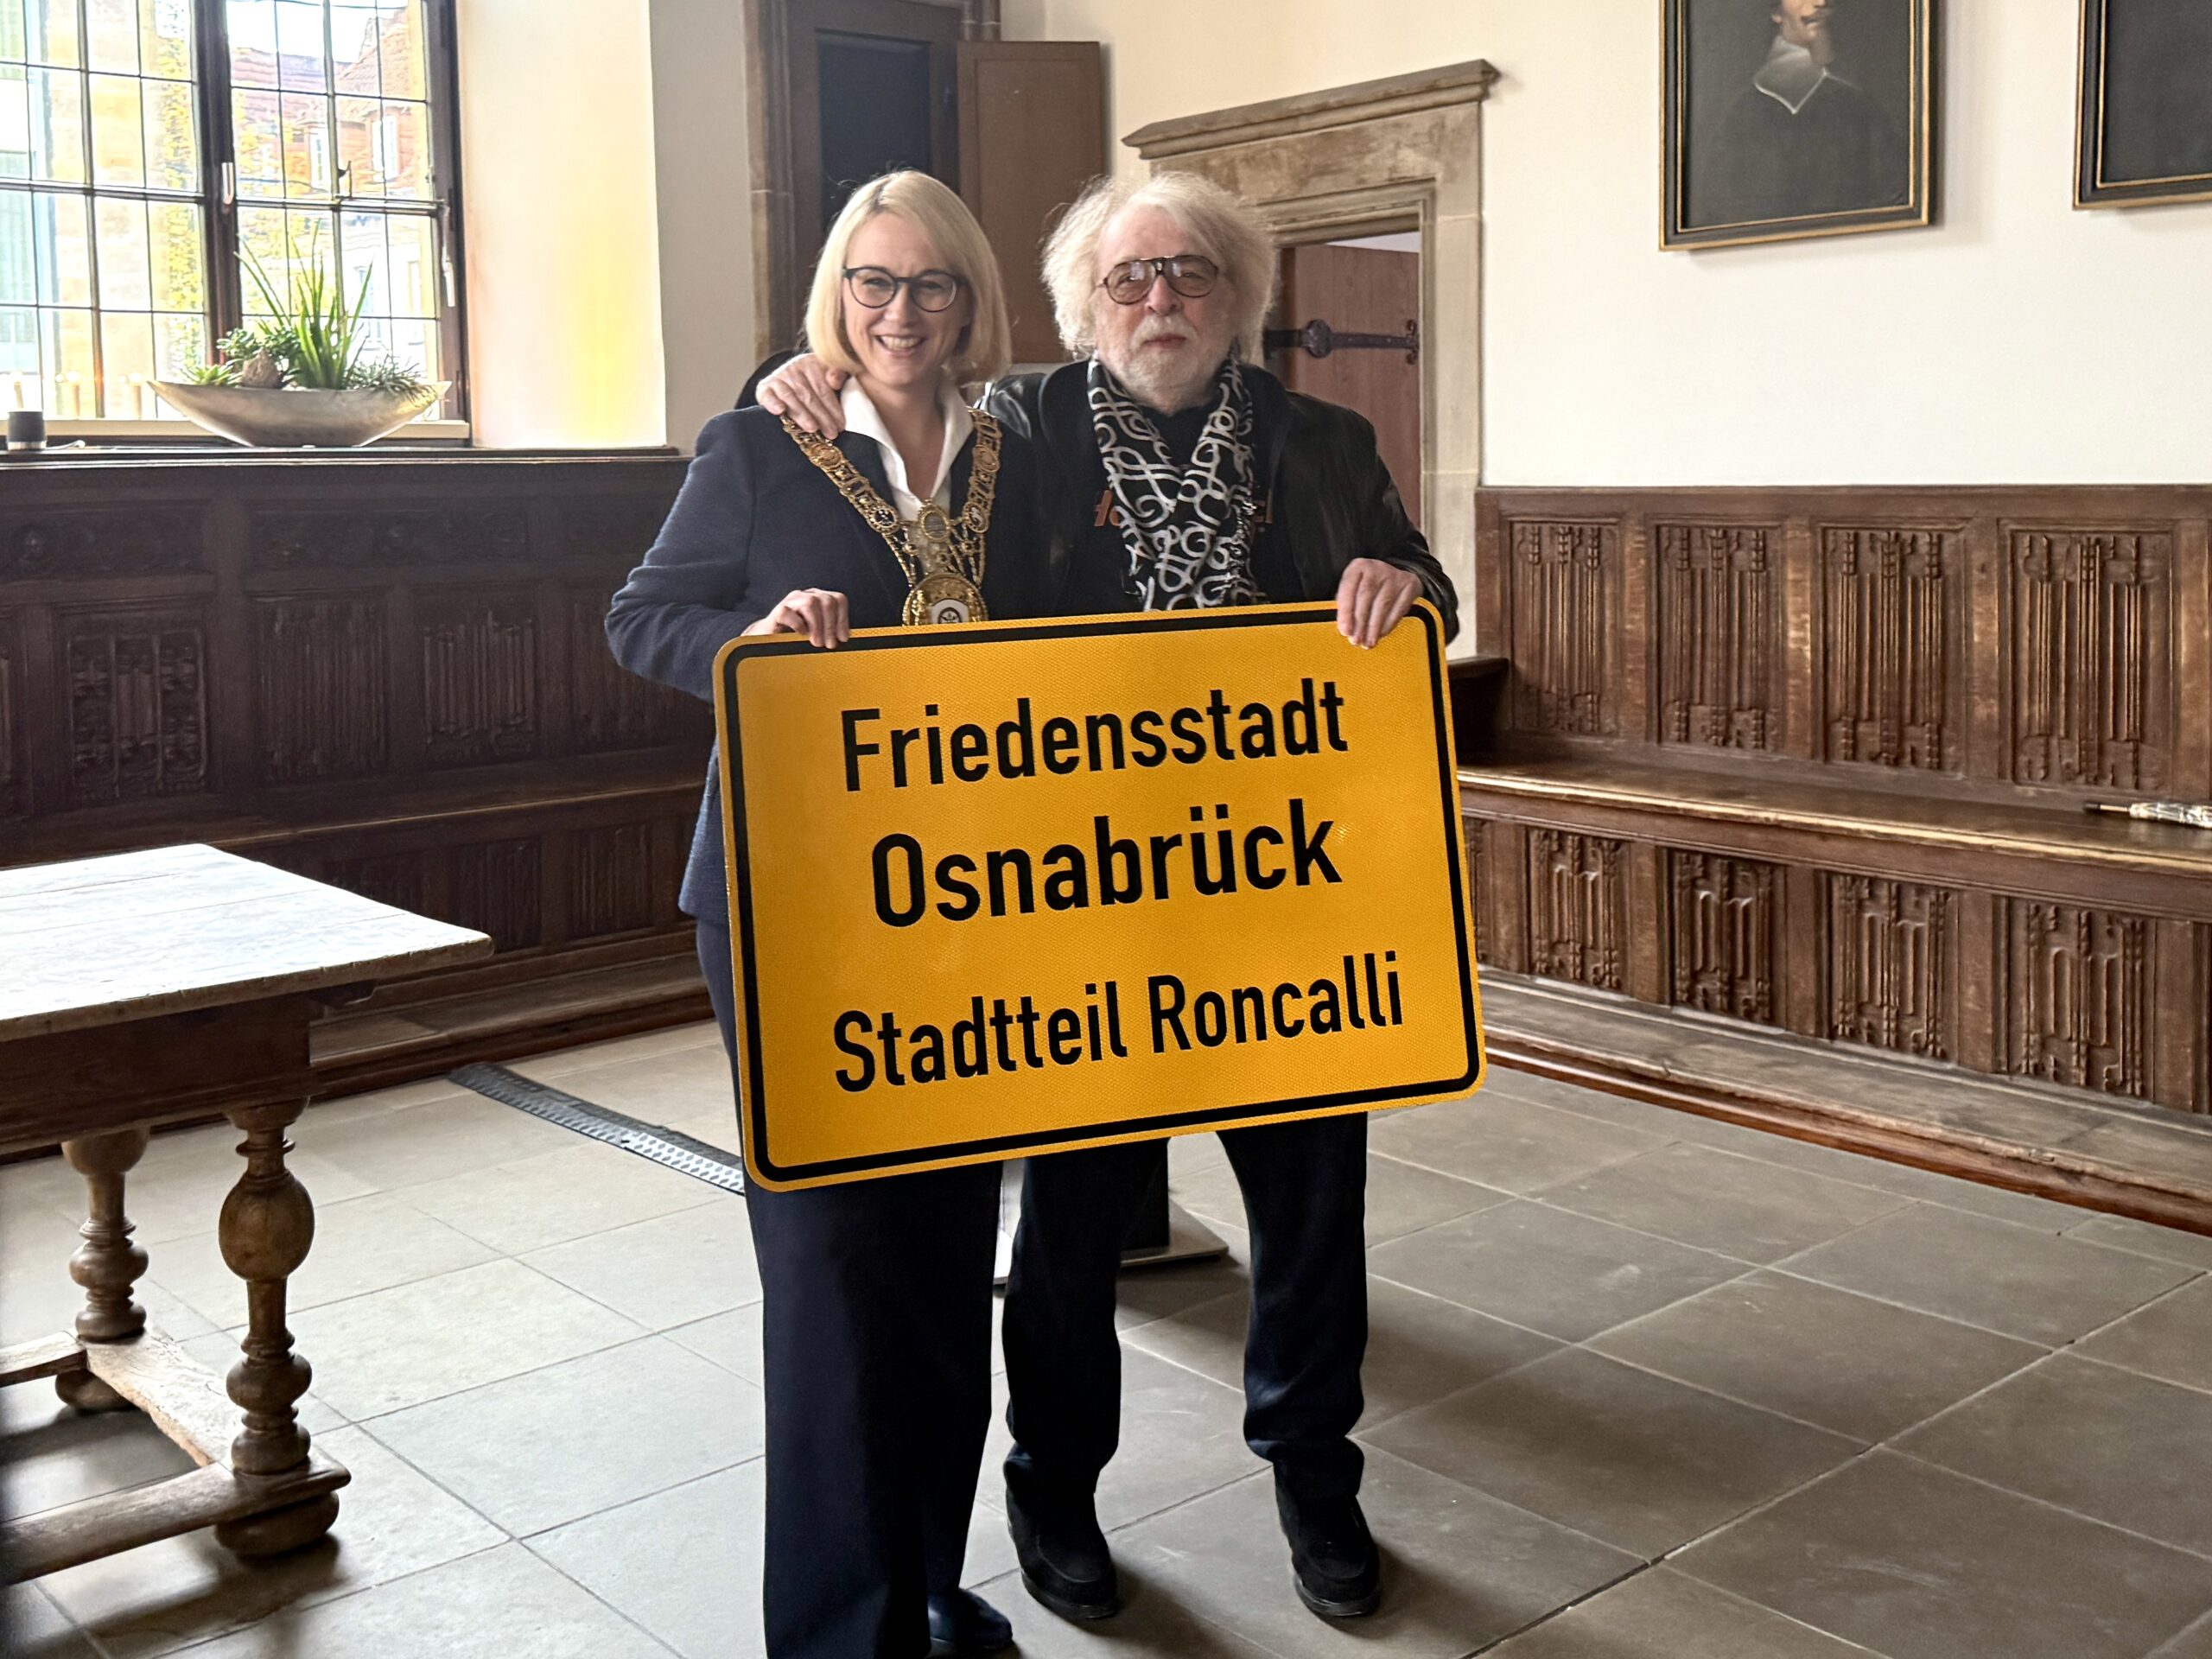 Friedensstadt
Osnabrück
Stadtteil Roncalli